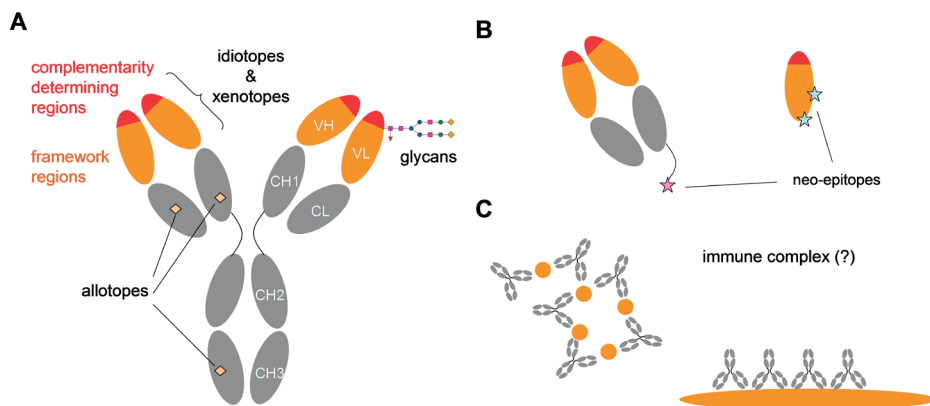 A
complementarity
determining
regions
idiotopes
&
xenotopes
framework
regions
VH
VL
glycans
CH1
CL
allotopes
CH2
CH3
B
neo-epitopes
C
immune complex (?)